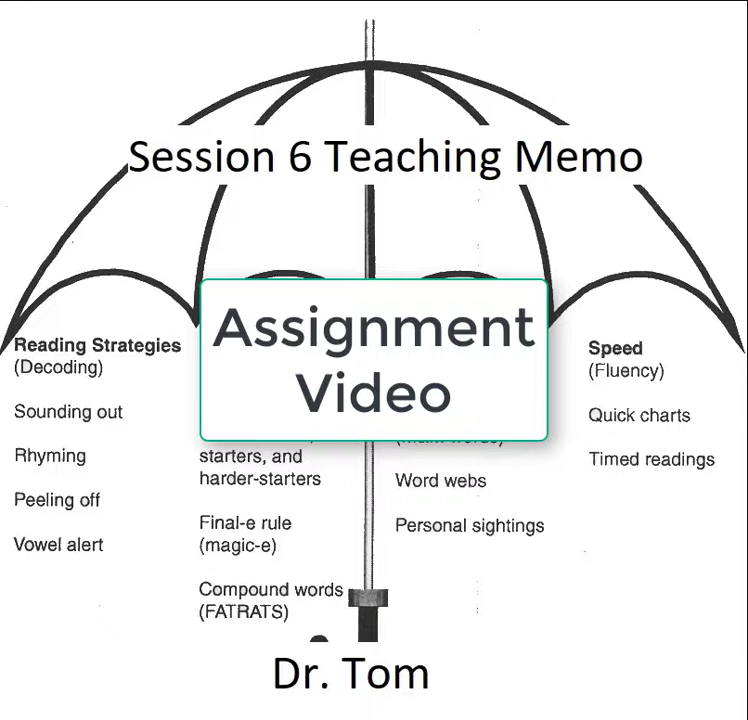 Session 6 Teaching Memo
Assignment
Video
Reading Strategies
(Decoding)
Sounding out
Rhyming
Peeling off
Vowel alert
starters, and
harder-starters
Final-e rule
(magic-e)
Compound words
(FATRATS)
Word webs
Personal sightings
Speed
(Fluency)
Quick charts
Timed readings
Dr. Tom